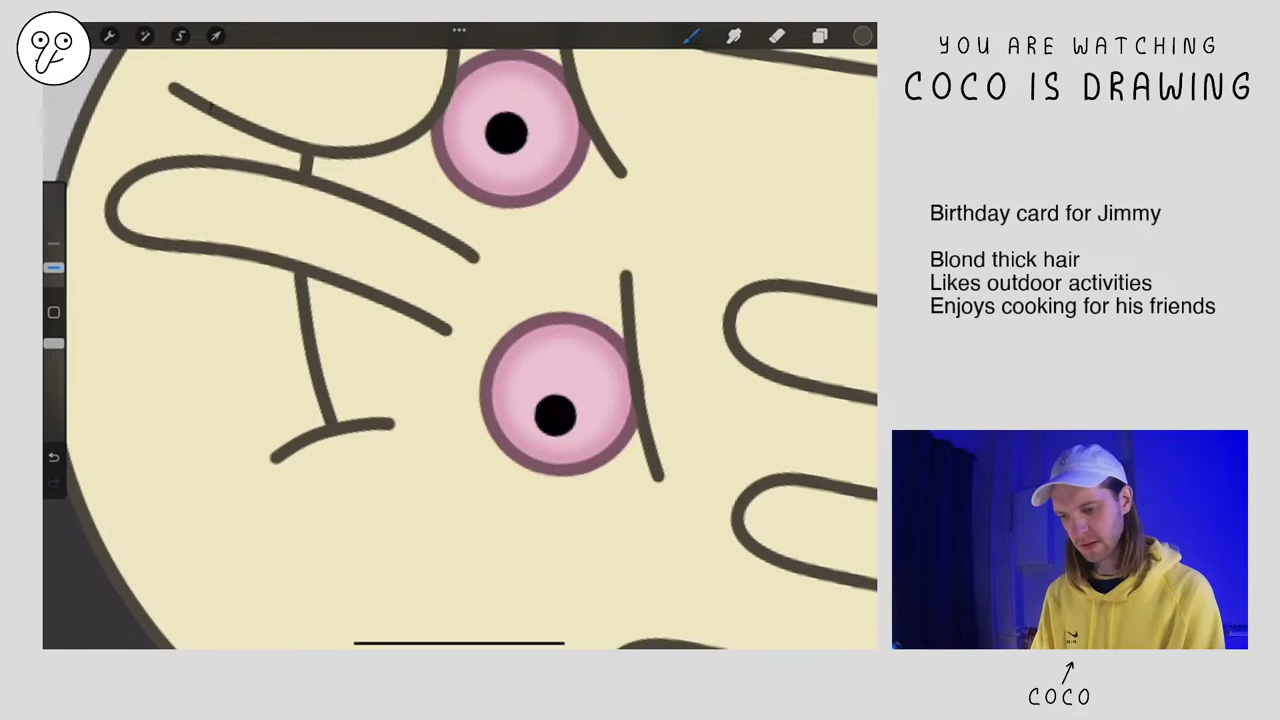 YOU ARE WATCHING
COCO IS DRAWING
Birthday card for Jimmy
Blond thick hair
Likes outdoor activities
Enjoys cooking for his friends
COCO